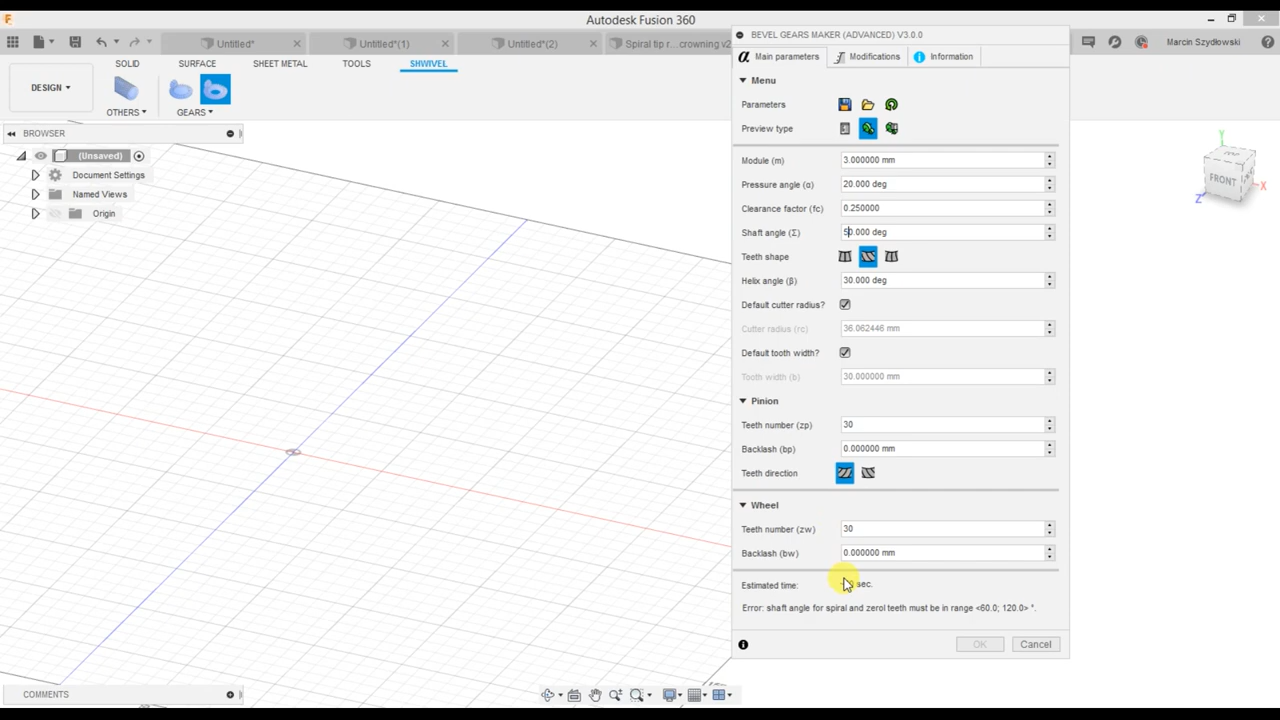 Autodesk Fusion 360
BEVEL GEARS MAKER (ADVANCED) V3.0.0
Untitled*
Untitled*(1)
Untitled*(2)
Spiral tip r...crowning v2
Marcin Szydłowski
Main parameters
Modifications
Information
SOLID
SURFACE
SHEET METAL
TOOLS
SHWIVEL
DESIGN
OTHERS
GEARS
Menu
Parameters
Preview type
BROWSER
(Unsaved)
Document Settings
Named Views
Origin
Y
FRONT
X
Z
Module (m)
3.000000 mm
Pressure angle (α)
20.000 deg
Clearance factor (fc)
0.250000
Shaft angle (Σ)
50.000 deg
Teeth shape
Helix angle (β)
30.000 deg
Default cutter radius?
Cutter radius (rc)
36.062446 mm
Default tooth width?
Tooth width (b)
30.000000 mm
Pinion
Teeth number (zp)
30
Backlash (bp)
0.000000 mm
Teeth direction
Wheel
Teeth number (zw)
30
Backlash (bw)
0.000000 mm
Estimated time:
sec.
Error: shaft angle for spiral and zerol teeth must be in range <60.0; 120.0> °.
OK
Cancel
COMMENTS